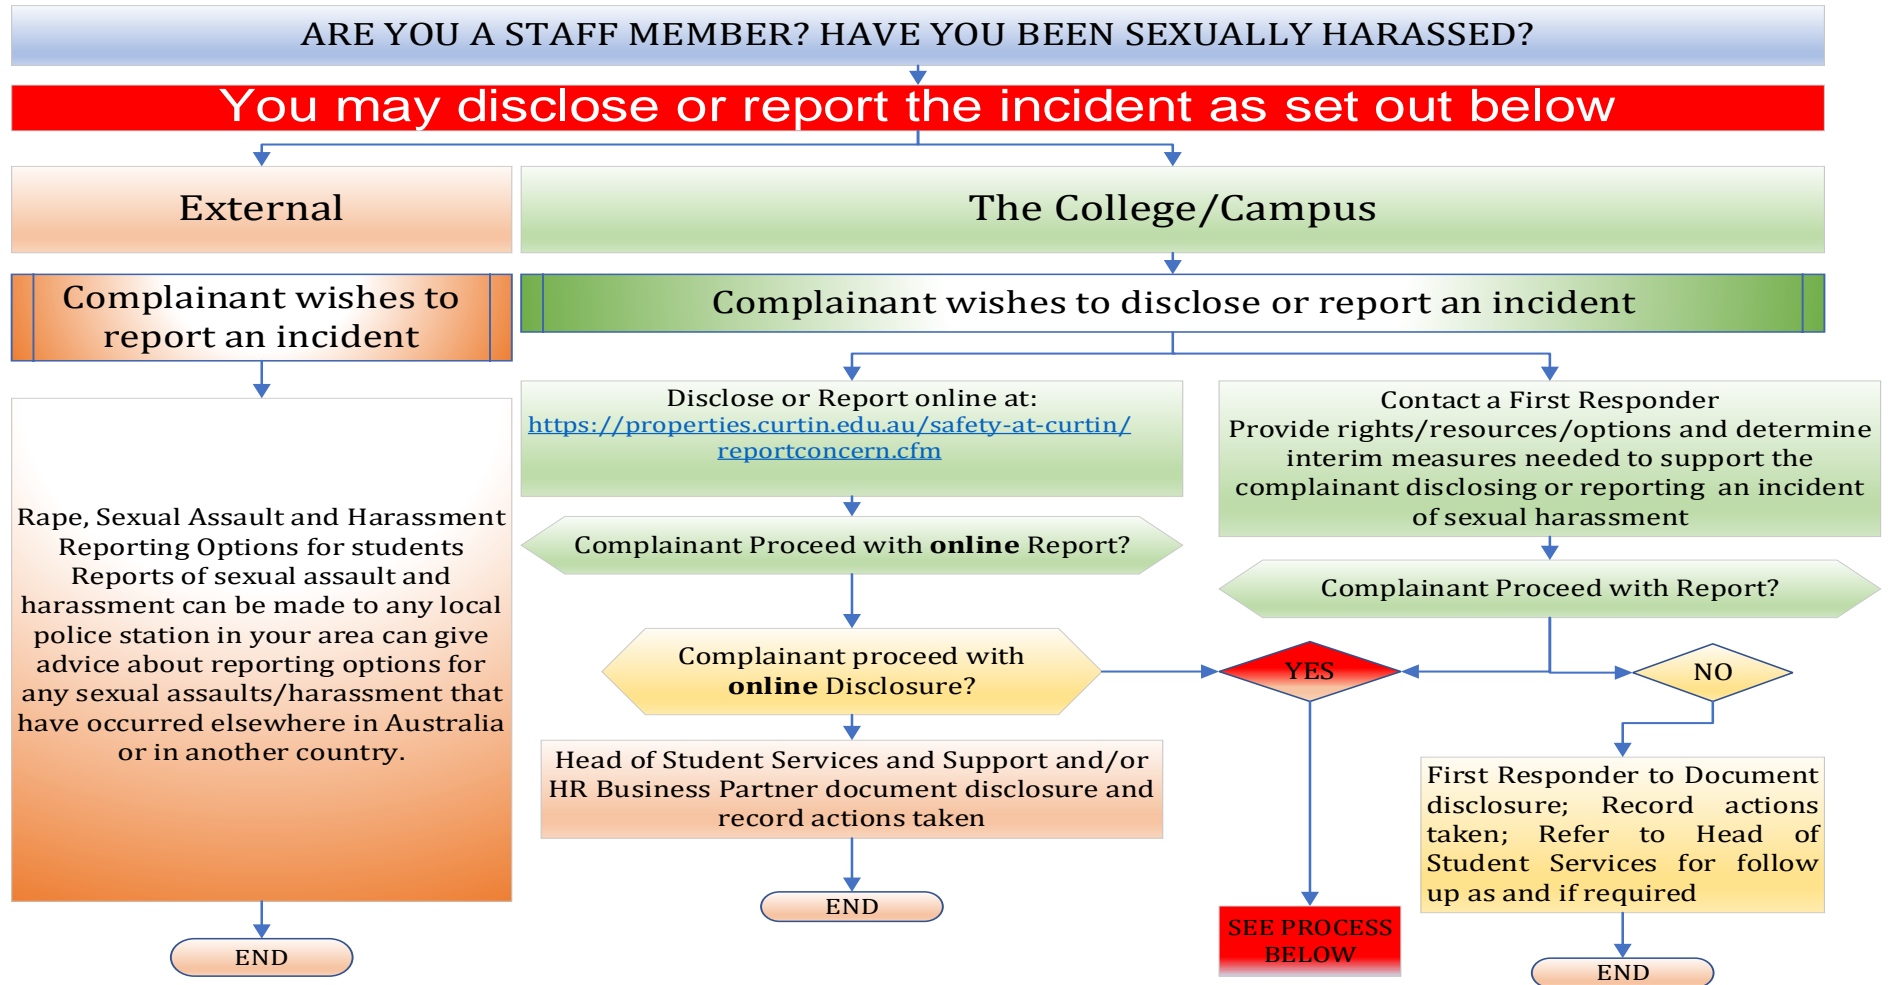 ARE YOU A STAFF MEMBER? HAVE YOU BEEN SEXUALLY HARASSED?
You may disclose or report the incident as set out below
External
The College/Campus
Complainant wishes to
report an incident
Complainant wishes to disclose or report an incident
Rape, Sexual Assault and Harassment
Reporting Options for students
Reports of sexual assault and
harassment can be made to any local
police station in your area can give
advice about reporting options for
any sexual assaults/harassment that
have occurred elsewhere in Australia
or in another country.
END
Disclose or Report online at:
https://properties.curtin.edu.au/safety-at-curtin/
reportconcern.cfm
Complainant Proceed with online Report?
Complainant proceed with
online Disclosure?
Head of Student Services and Support and/or
HR Business Partner document disclosure and
record actions taken
END
Contact a First Responder
Provide rights/resources/options and determine
interim measures needed to support the
complainant disclosing or reporting an incident
of sexual harassment
Complainant Proceed with Report?
YES
NO
SEE PROCESS
BELOW
First Responder to Document
disclosure; Record actions
taken; Refer to Head of
Student Services for follow
up as and if required
END